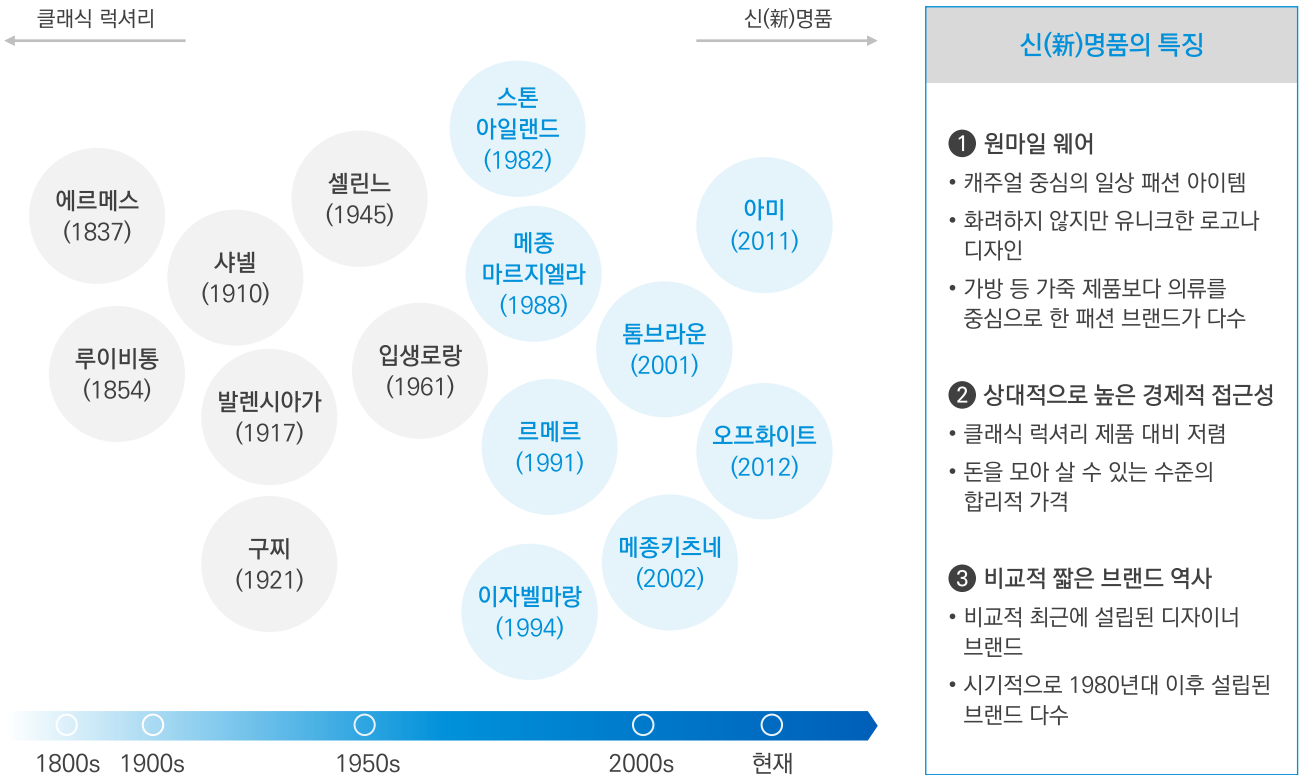 클래식 럭셔리
신(新)명품
에르메스
(1837)
루이비통
(1854)
샤넬
(1910)
발렌시아가
(1917)
구찌
(1921)
셀린느
(1945)
입생로랑
(1961)
스톤
아일랜드
(1982)
메종
마르지엘라
(1988)
르메르
(1991)
이자벨마랑
(1994)
톰브라운
(2001)
메종키츠네
(2002)
아미
(2011)
오프화이트
(2012)
1800s
1900s
1950s
2000s
현재
신(新)명품의 특징
1 원마일 웨어
• 캐주얼 중심의 일상 패션 아이템
• 화려하지 않지만 유니크한 로고나
디자인
• 가방 등 가죽 제품보다 의류를
중심으로 한 패션 브랜드가 다수
2 상대적으로 높은 경제적 접근성
• 클래식 럭셔리 제품 대비 저렴
• 돈을 모아 살 수 있는 수준의
합리적 가격
3 비교적 짧은 브랜드 역사
• 비교적 최근에 설립된 디자이너
브랜드
• 시기적으로 1980년대 이후 설립된
브랜드 다수